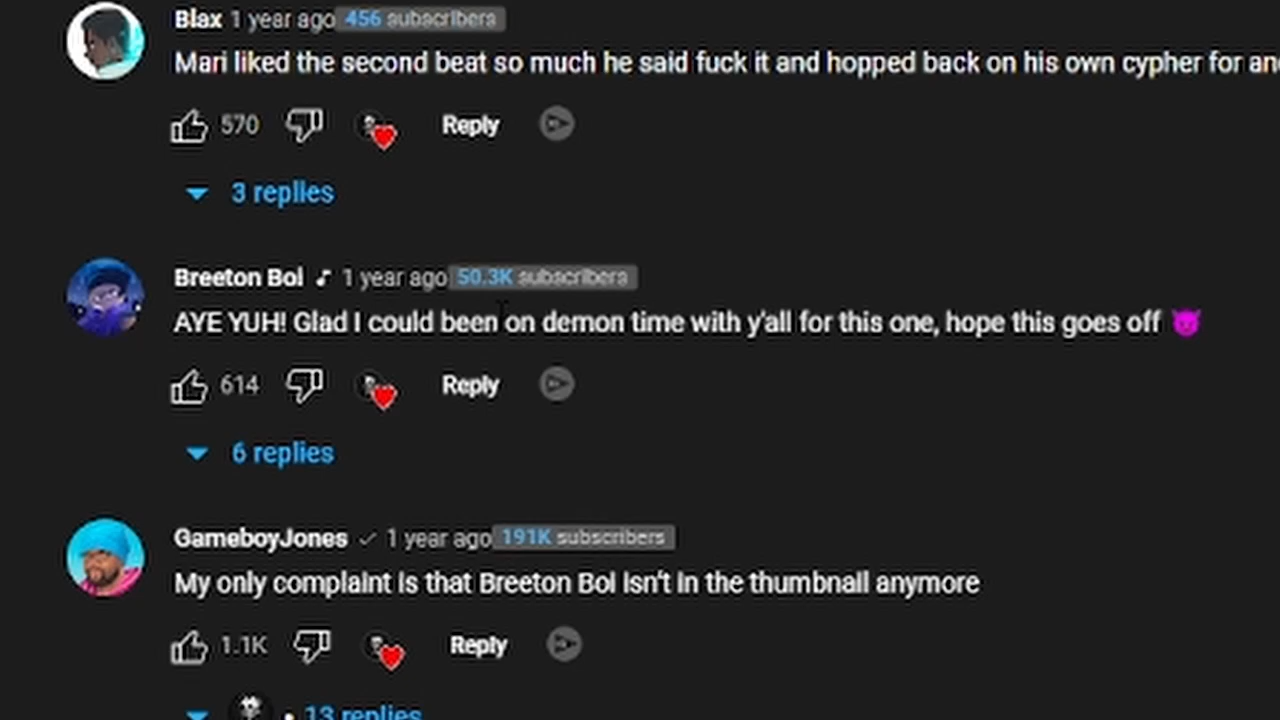 Blax 1 year ago 456 subscribers
Mari liked the second beat so much he said fuck it and hopped back on his own cypher for
570 Reply
3 replies
Breeton Boi ♪ 1 year ago 50.3K subscribers
AYE YUH! Glad I could been on demon time with y'all for this one, hope this goes off 😈
614 Reply
6 replies
GameboyJones ✓ 1 year ago 191K subscribers
My only complaint is that Breeton Boi isn't in the thumbnail anymore
1.1K Reply
• 13 replies